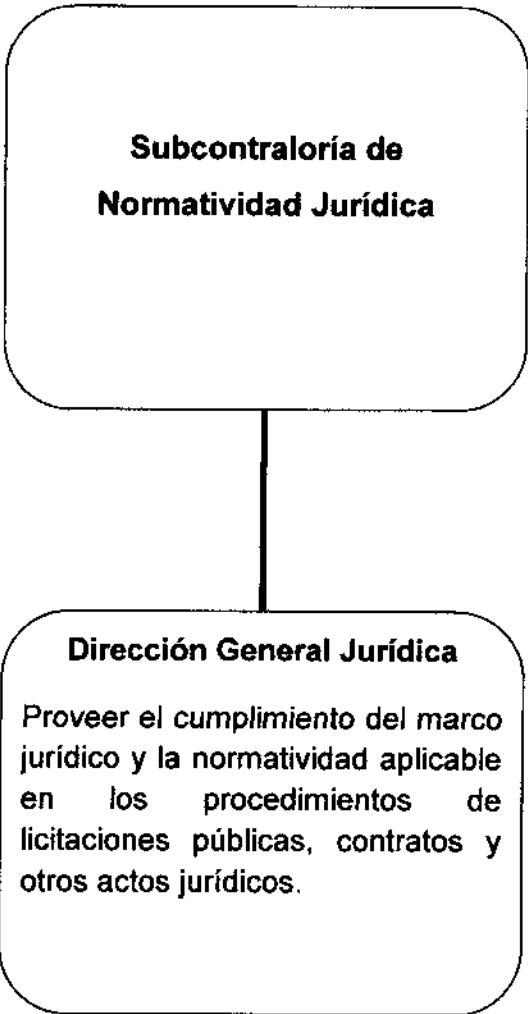 Subcontraloría de
Normatividad Jurídica
Dirección General Jurídica
Proveer el cumplimiento del marco
jurídico y la normatividad aplicable
en los procedimientos de
licitaciones públicas, contratos y
otros actos jurídicos.